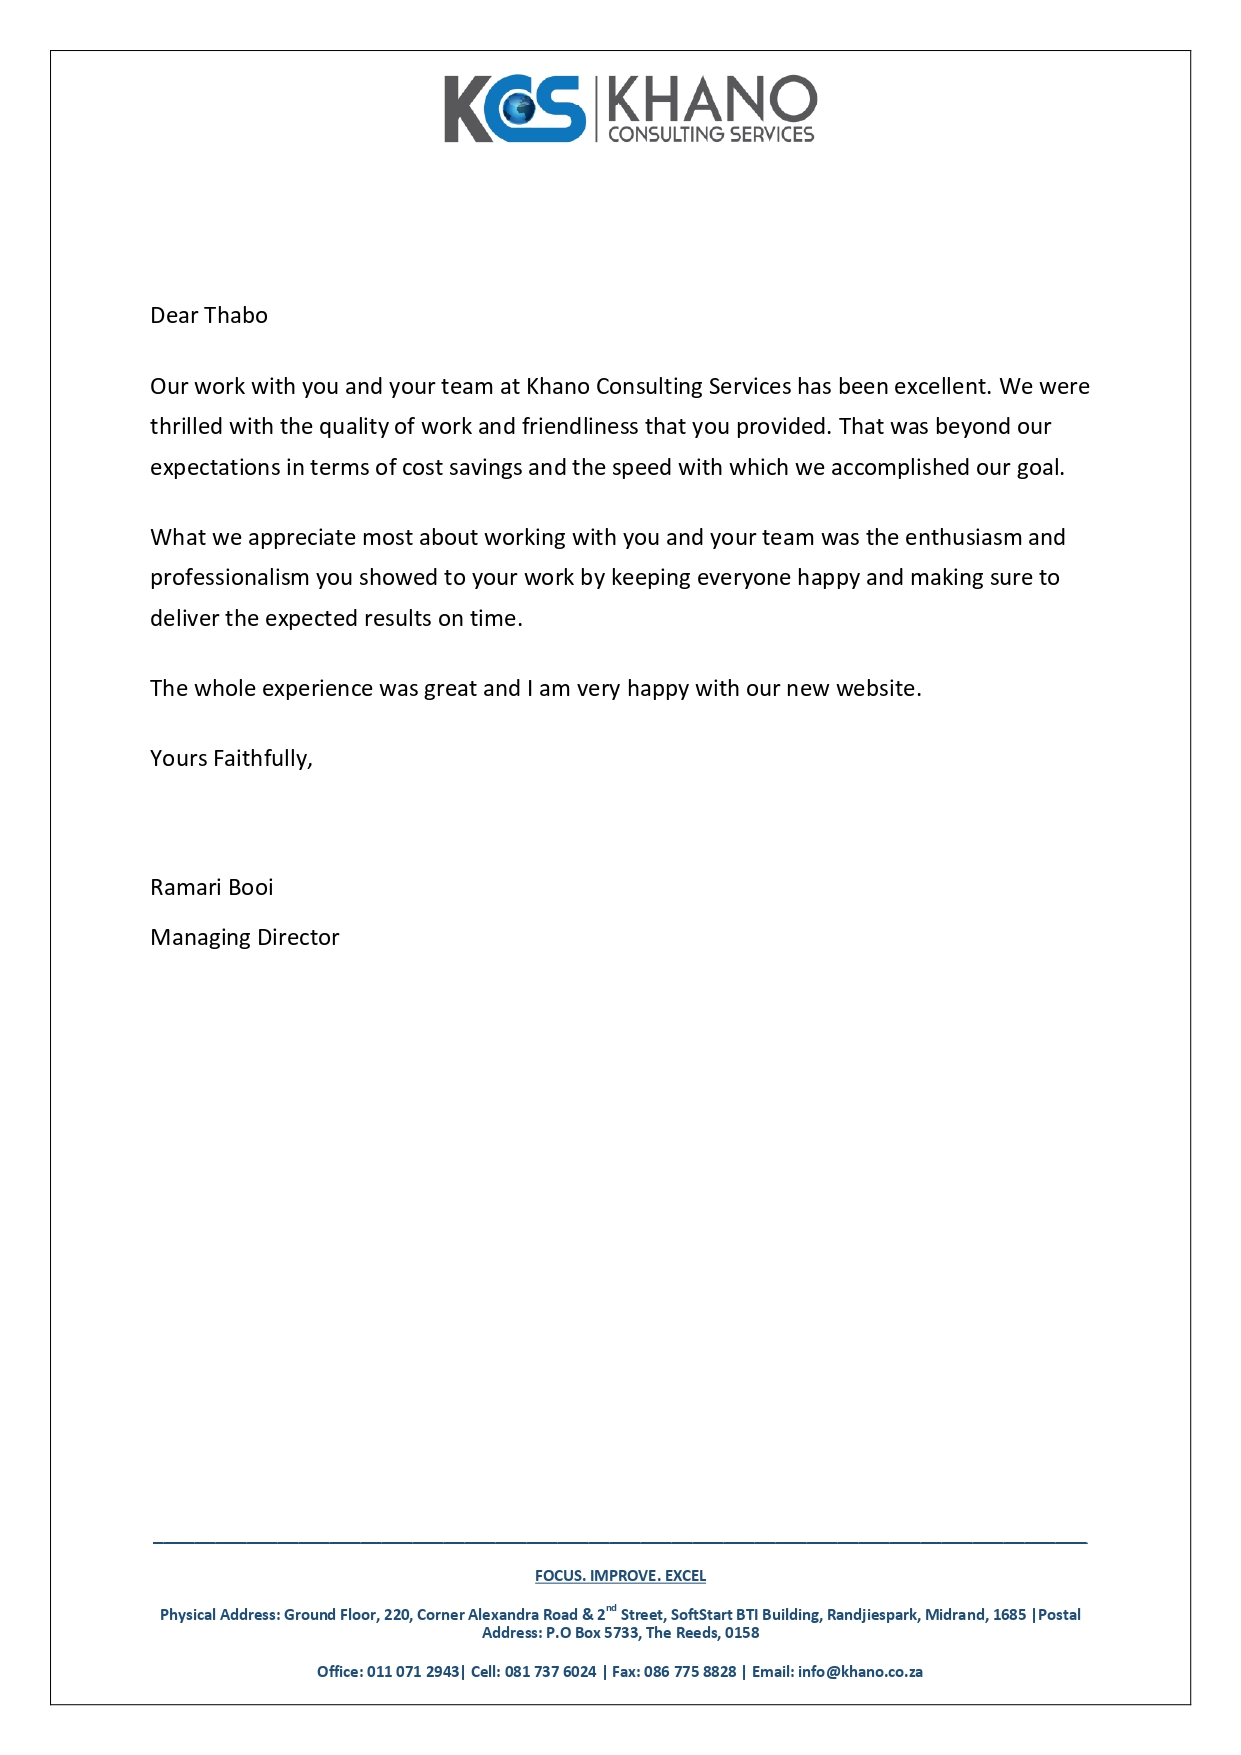 KCS | KHANO
CONSULTING SERVICES
Dear Thabo
Our work with you and your team at Khano Consulting Services has been excellent. We were
thrilled with the quality of work and friendliness that you provided. That was beyond our
expectations in terms of cost savings and the speed with which we accomplished our goal.
What we appreciate most about working with you and your team was the enthusiasm and
professionalism you showed to your work by keeping everyone happy and making sure to
deliver the expected results on time.
The whole experience was great and I am very happy with our new website.
Yours Faithfully,
Ramari Booi
Managing Director
FOCUS. IMPROVE. EXCEL
Physical Address: Ground Floor, 220, Corner Alexandra Road & 2nd Street, SoftStart BTI Building, Randjiespark, Midrand, 1685 |Postal
Address: P.O Box 5733, The Reeds, 0158
Office: 011 071 2943| Cell: 081 737 6024 | Fax: 086 775 8828 | Email: info@khano.co.za